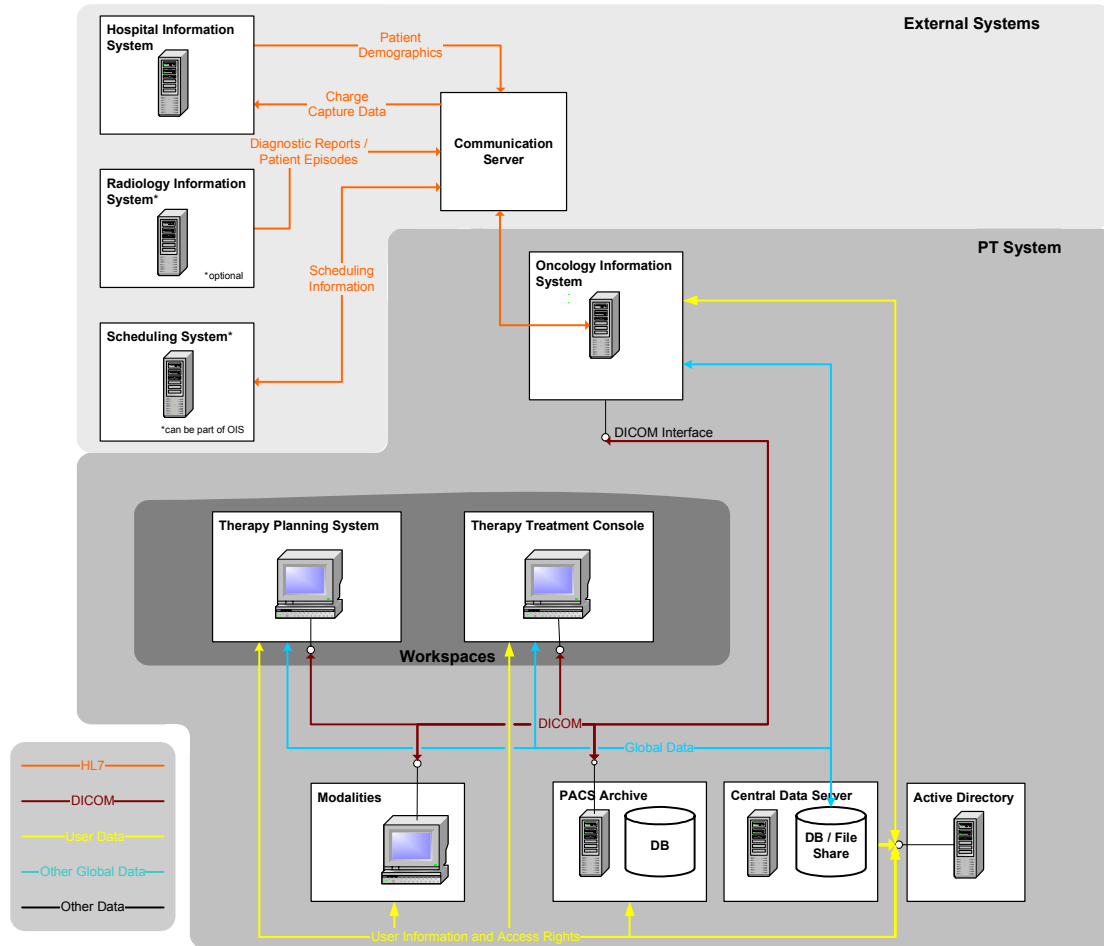 External Systems
Hospital Information
System
Patient
Demographics
Charge
Capture Data
Communication
Server
Diagnostic Reports /
Patient Episodes
Radiology Information
System*
*optional
Scheduling
Information
Scheduling System*
*can be part of OIS
PT System
Oncology Information
System
DICOM Interface
Therapy Planning System
Therapy Treatment Console
Workspaces
DICOM
Global Data
Modalities
PACS Archive
DB
Central Data Server
DB / File
Share
Active Directory
User Information and Access Rights
HL7
DICOM
User Data
Other Global Data
Other Data